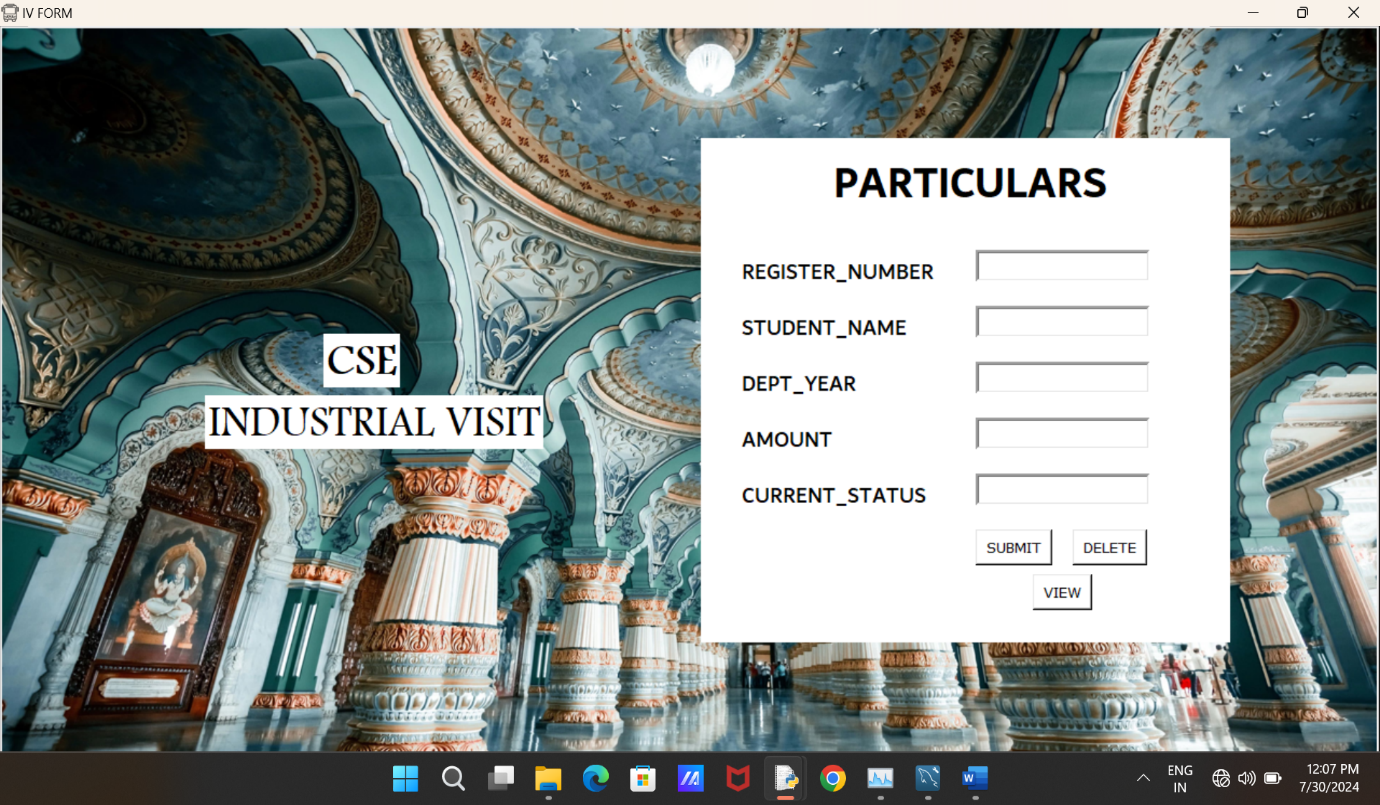 IV FORM
PARTICULARS
REGISTER_NUMBER
STUDENT_NAME
CSE
DEPT_YEAR
INDUSTRIAL VISIT
AMOUNT
CURRENT_STATUS
SUBMIT DELETE
VIEW
ENG
IN
12:07 PM
7/30/2024